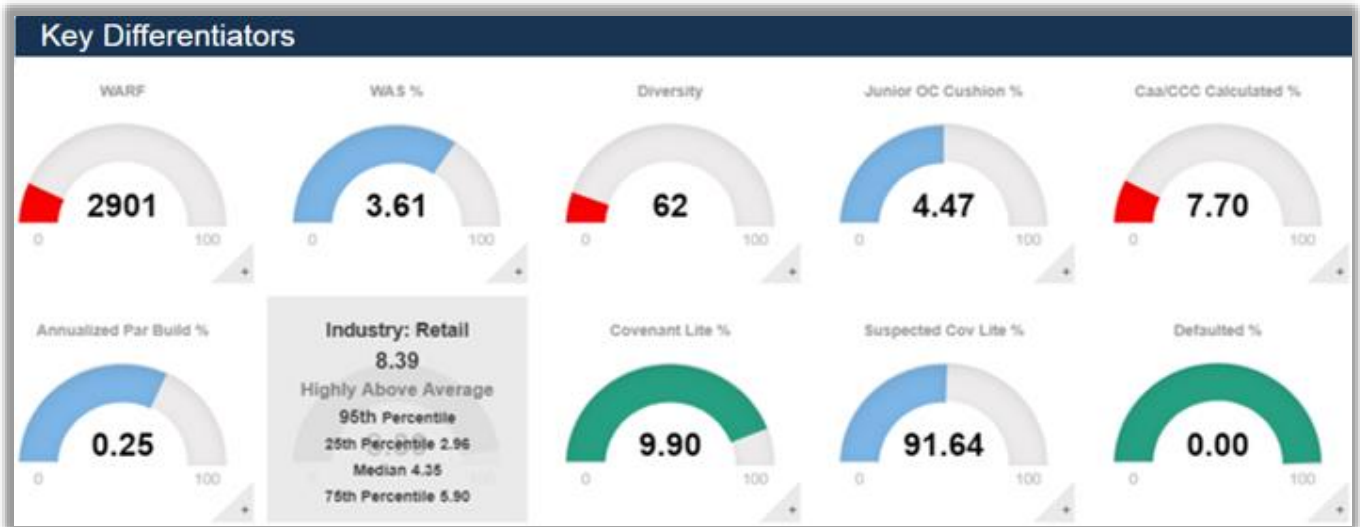 Key Differentiators
WARF
2901
0 100
+
WAS %
3.61
0 100
+
Diversity
62
0 100
+
Junior OC Cushion %
4.47
0 100
+
Caa/CCC Calculated %
7.70
0 100
+
Annualized Par Build %
0.25
0 100
+
Industry: Retail
8.39
Highly Above Average
95th Percentile
25th Percentile 2.96
Median 4.35
75th Percentile 5.90
Covenant Lite %
9.90
0 100
+
Suspected Cov Lite %
91.64
0 100
+
Defaulted %
0.00
0 100
+